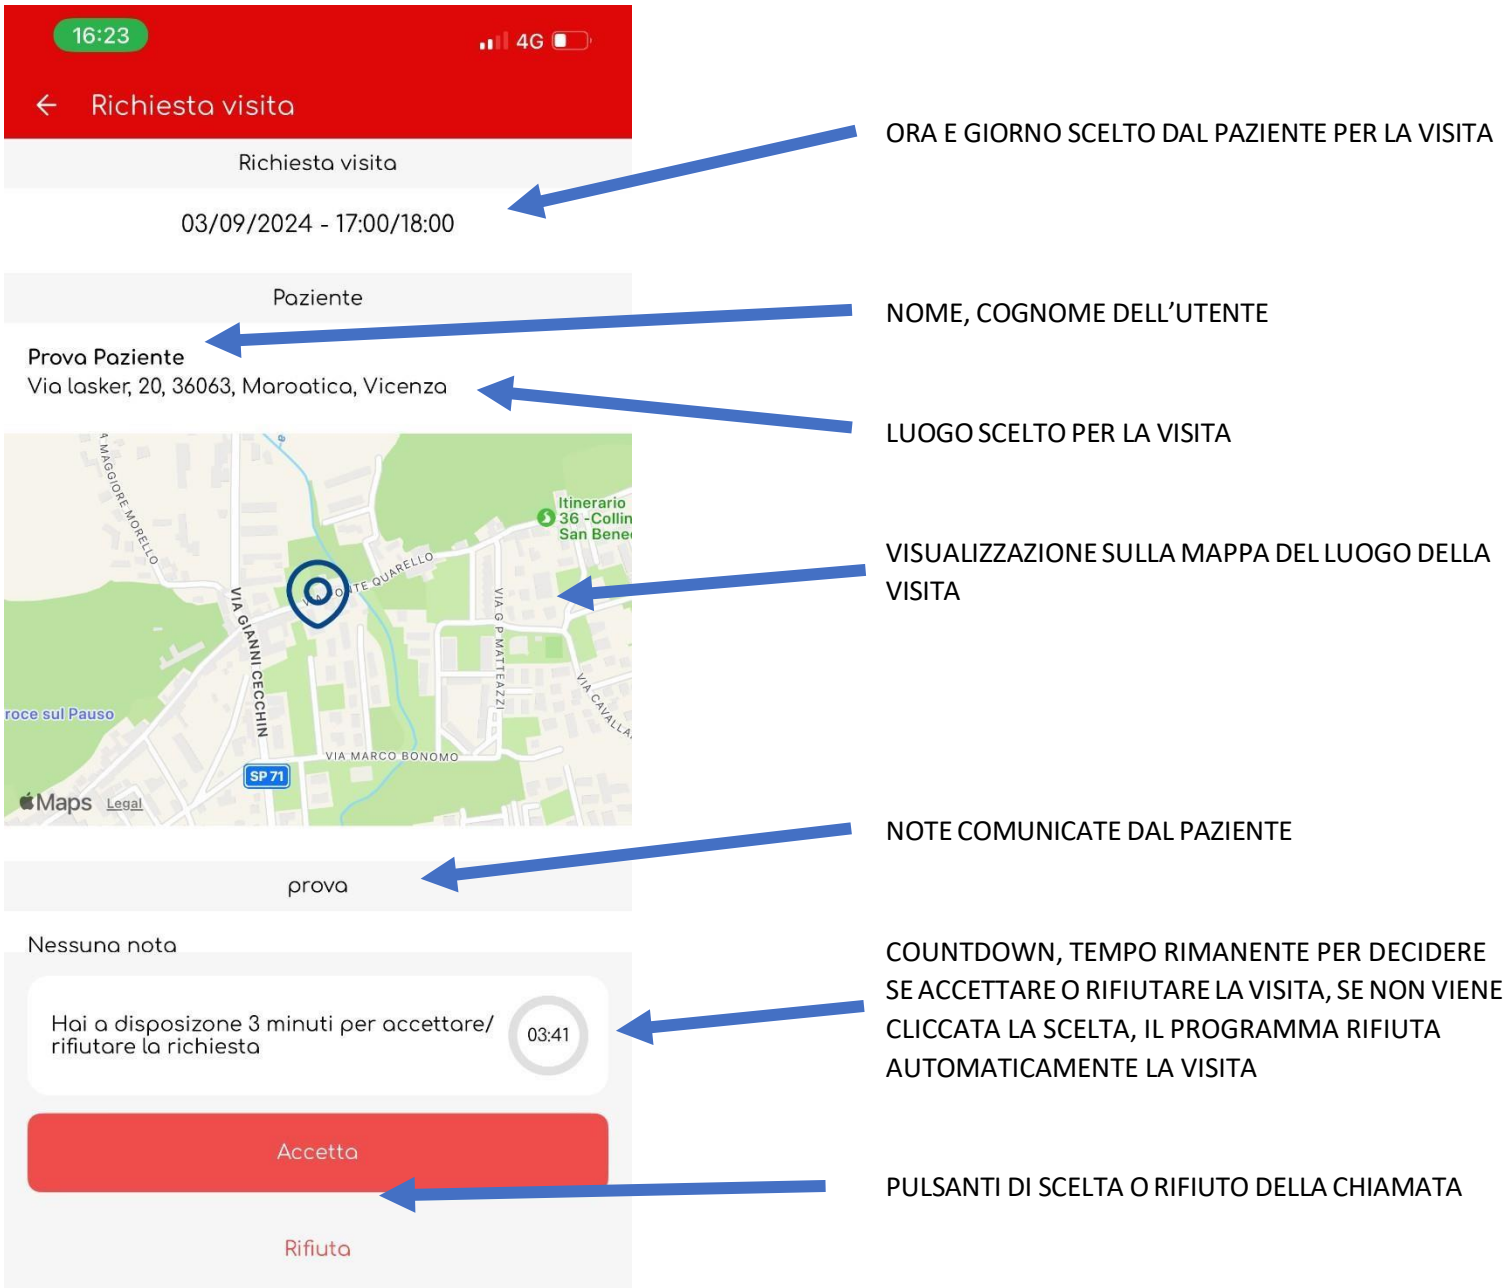 16:23
4G
Richiesta visita
Richiesta visita
03/09/2024 - 17:00/18:00
Paziente
Prova Paziente
Via lasker, 20, 36063, Maroatica, Vicenza
A MAGGIORE MORELLO
VIA GIANNI CECCHIN
ONTE QUARELLO
Itinerario
36 -Collin
San Bene
VIA G P MATTEAZZI
VIA CAVALLA
roce sul Pauso
VIA MARCO BONOMO
SP 71
Maps Legal
prova
Nessuna nota
Hai a disposizone 3 minuti per accettare/
rifiutare la richiesta
03:41
Accetta
Rifiuta
ORA E GIORNO SCELTO DAL PAZIENTE PER LA VISITA
NOME, COGNOME DELL’UTENTE
LUOGO SCELTO PER LA VISITA
VISUALIZZAZIONE SULLA MAPPA DEL LUOGO DELLA
VISITA
NOTE COMUNICATE DAL PAZIENTE
COUNTDOWN, TEMPO RIMANENTE PER DECIDERE
SE ACCETTARE O RIFIUTARE LA VISITA, SE NON VIENE
CLICCATA LA SCELTA, IL PROGRAMMA RIFIUTA
AUTOMATICAMENTE LA VISITA
PULSANTI DI SCELTA O RIFIUTO DELLA CHIAMATA